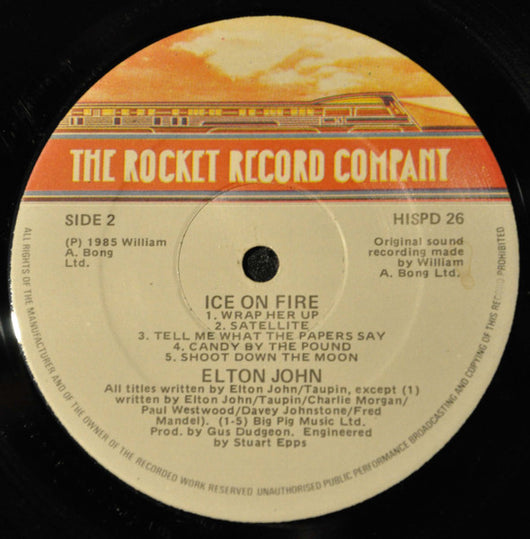 THE ROCKET RECORD COMPANY
SIDE 2
HISPD 26
(P) 1985 William
A. Bong
Ltd.
Original sound
recording made
by William
A. Bong Ltd.
ICE ON FIRE
1. WRAP HER UP
2. SATELLITE
3. TELL ME WHAT THE PAPERS SAY
4. CANDY BY THE POUND
5. SHOOT DOWN THE MOON
ELTON JOHN
All titles written by Elton John/Taupin, except (1)
written by Elton John/Taupin/Charlie Morgan/
Paul Westwood/Davey Johnstone/Fred
Mandel). (1-5) Big Pig Music Ltd.
Prod. by Gus Dudgeon. Engineered by
Stuart Epps
ALL RIGHTS OF THE MANUFACTURER AND OF THE OWNER OF THE RECORDED WORK RESERVED UNAUTHORISED PUBLIC PERFORMANCE BROADCASTING AND COPYING OF THIS RECORD PROHIBITED